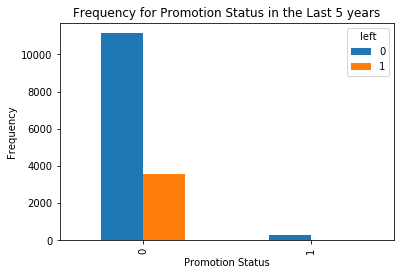 Frequency for Promotion Status in the Last 5 years
left
0
1
10000
8000
6000
4000
2000
0
Frequency
0
1
Promotion Status